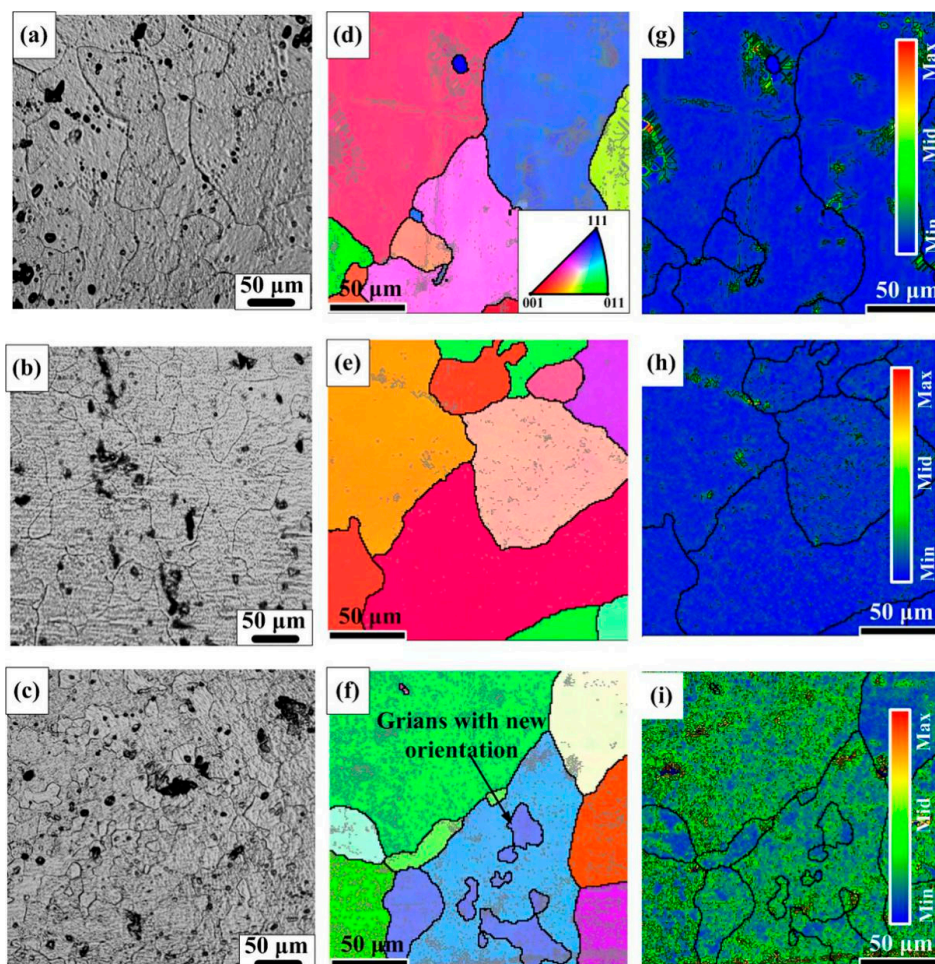 (a)
50 µm
(d)
111
001
011
50 µm
(g)
Max
Mid
Min
50 µm
(b)
50 µm
(e)
50 µm
(h)
Max
Mid
Min
50 µm
(c)
50 µm
(f)
Grians with new
orientation
50 µm
(i)
Max
Mid
Min
50 µm